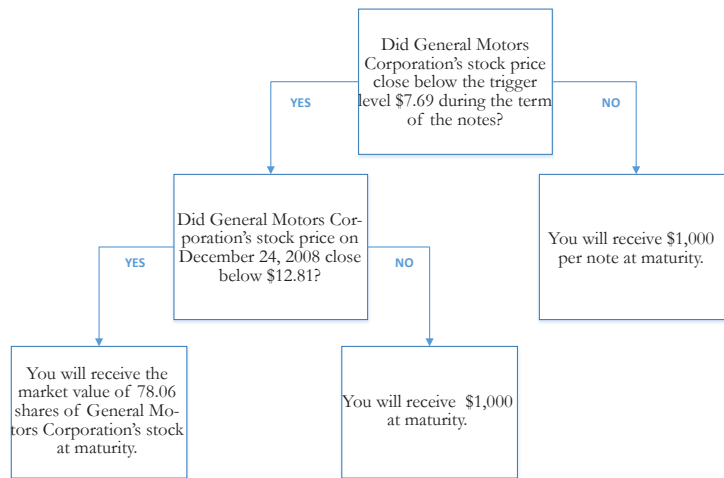 Did General Motors
Corporation's stock price
close below the trigger
level $7.69 during the term
of the notes?
YES
NO
Did General Motors Cor-
poration's stock price on
December 24, 2008 close
below $12.81?
You will receive $1,000
per note at maturity.
YES
NO
You will receive the
market value of 78.06
shares of General Mo-
tors Corporation's stock
at maturity.
You will receive $1,000
at maturity.